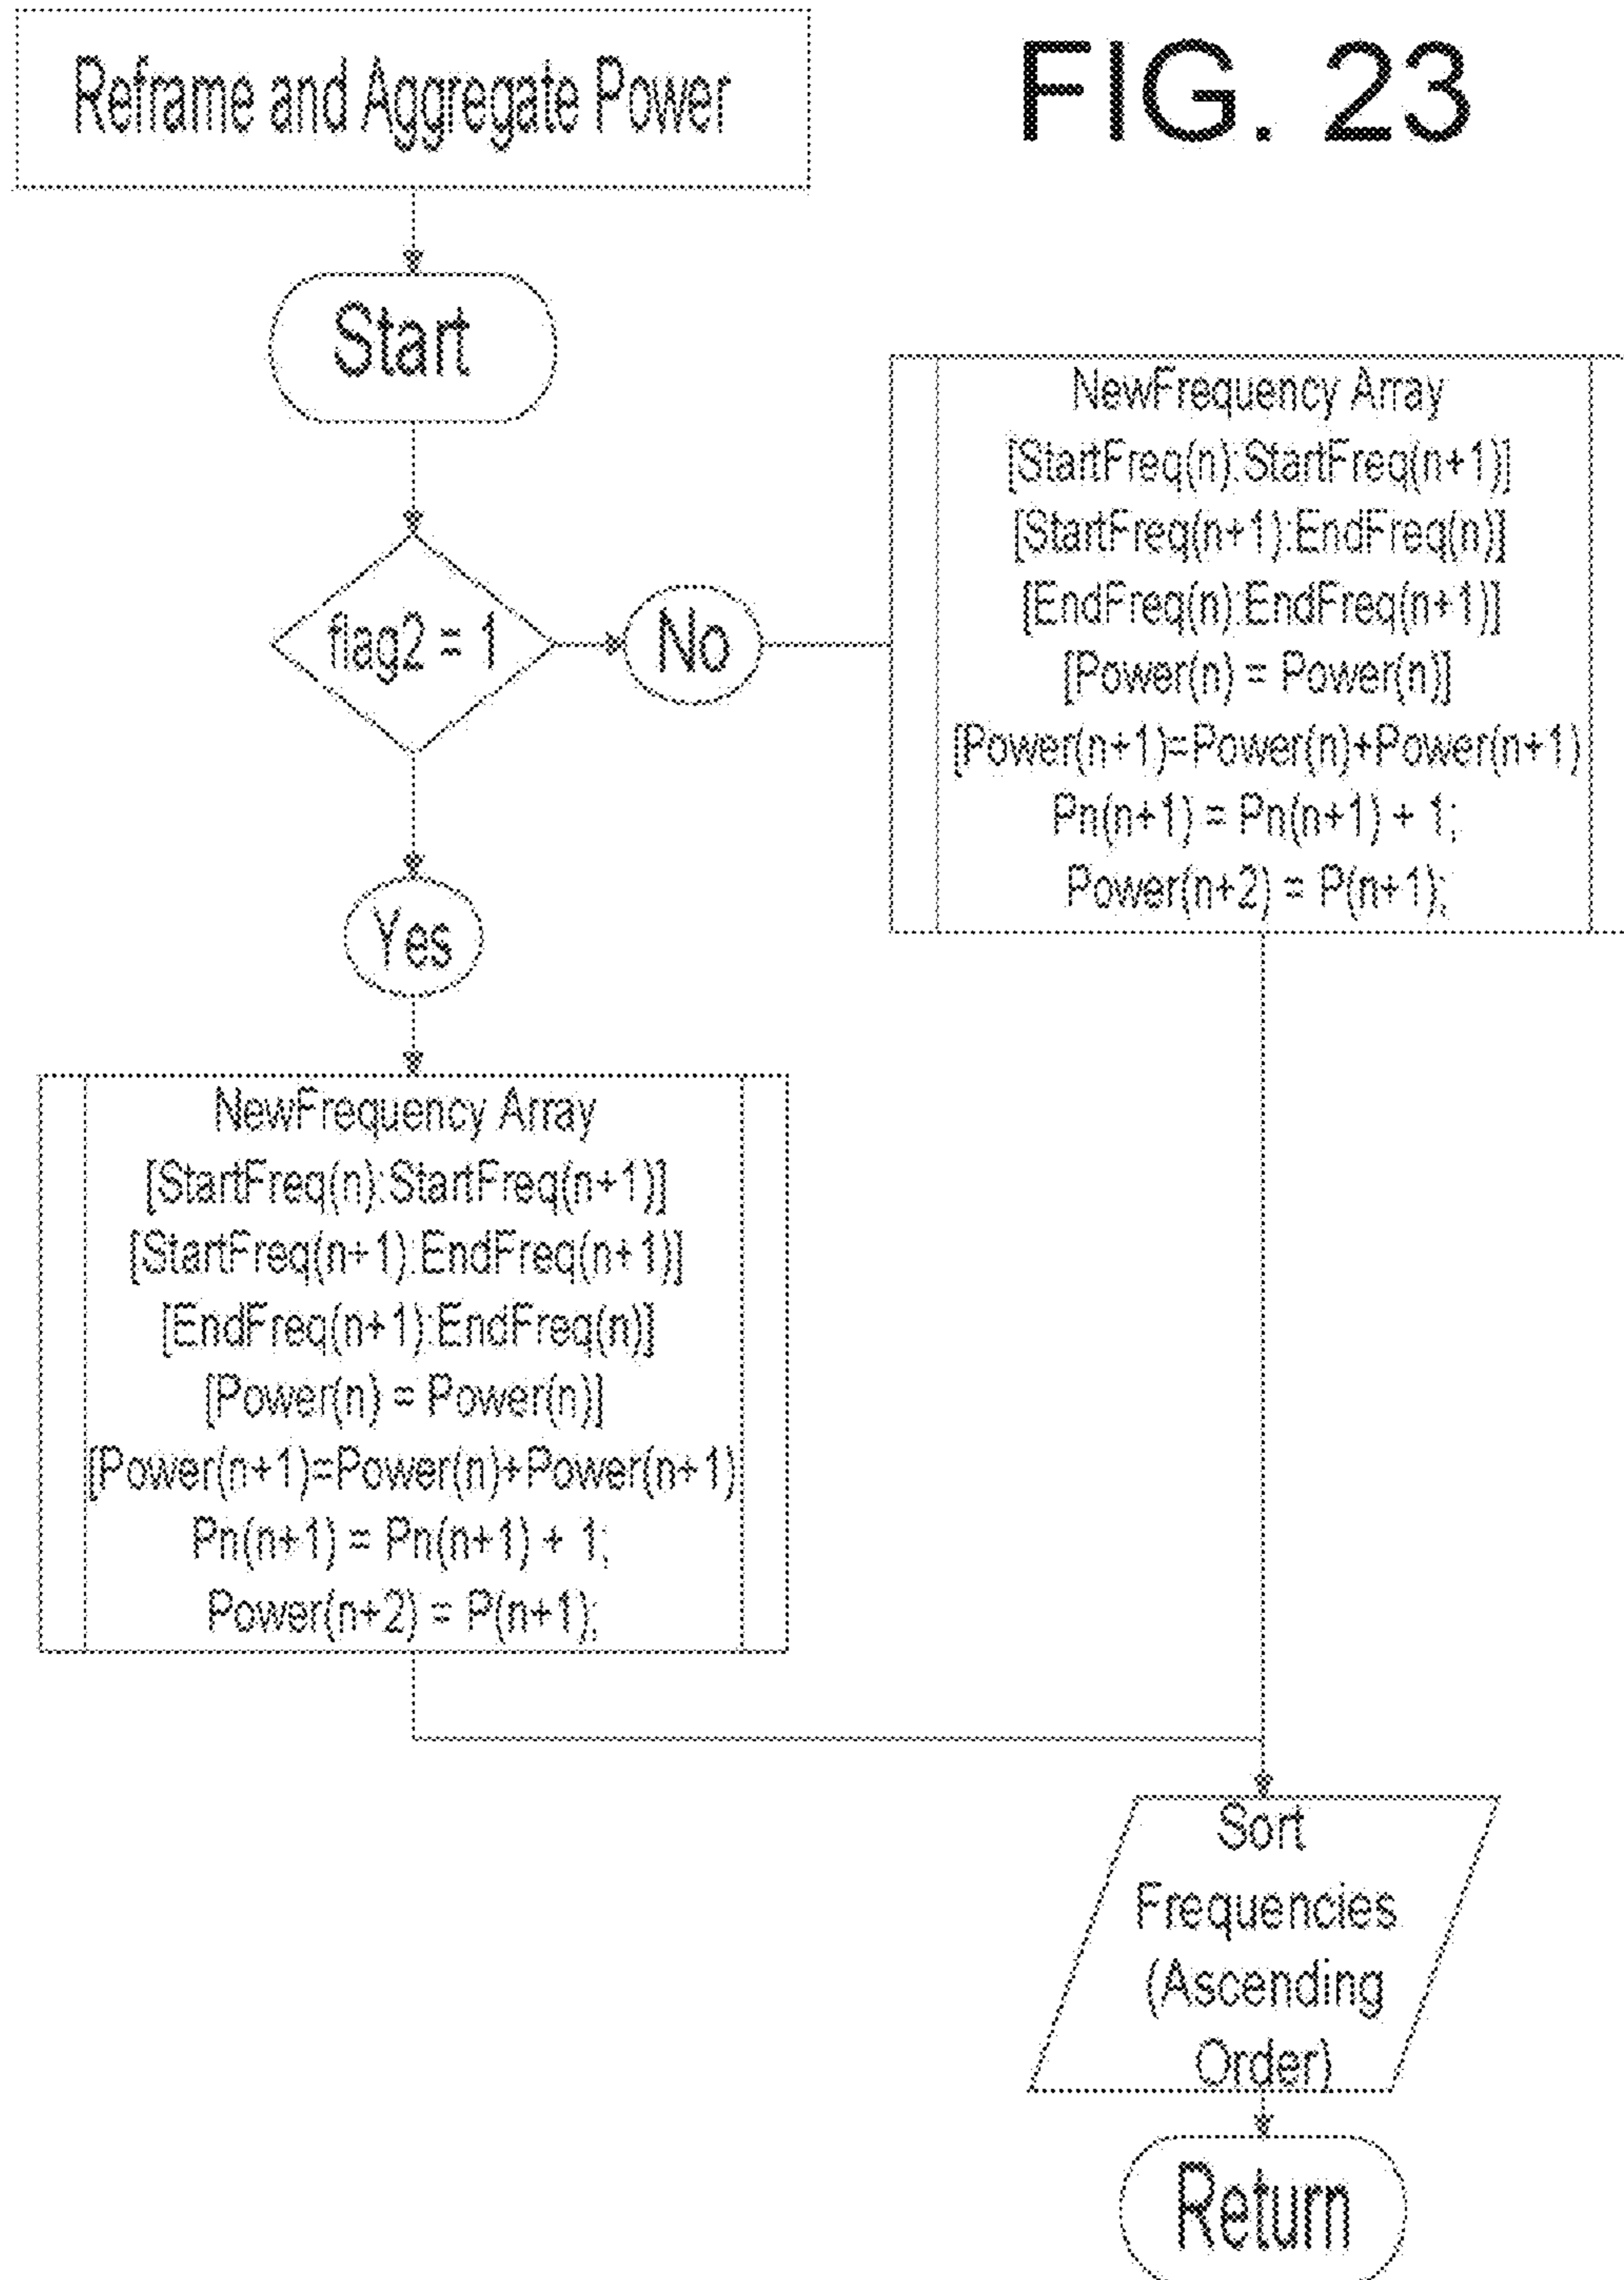 Reframe and Aggregate Power
FIG. 23
Start
flag2 = 1
No
NewFrequency Array
[StartFreq(n):StartFreq(n+1)]
[StartFreq(n+1):EndFreq(n)]
[EndFreq(n):EndFreq(n+1)]
[Power(n) = Power(n)]
[Power(n+1)=Power(n)+Power(n+1)
Pn(n+1) = Pn(n+1) + 1;
Power(n+2) = P(n+1);
Yes
NewFrequency Array
[StartFreq(n):StartFreq(n+1)]
[StartFreq(n+1):EndFreq(n+1)]
[EndFreq(n+1):EndFreq(n)]
[Power(n) = Power(n)]
[Power(n+1)=Power(n)+Power(n+1)
Pn(n+1) = Pn(n+1) + 1;
Power(n+2) = P(n+1);
Sort
Frequencies
(Ascending
Order)
Return